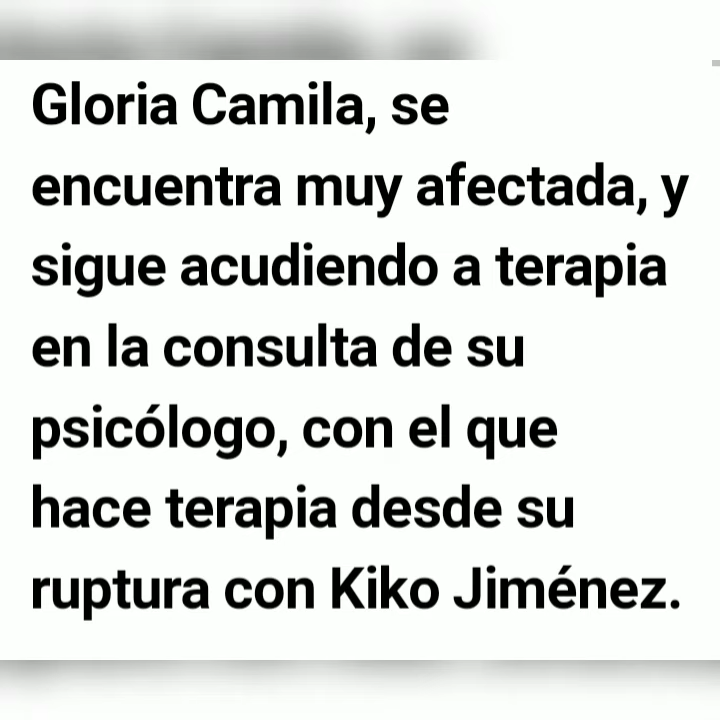 Gloria Camila, se
encuentra muy afectada, y
sigue acudiendo a terapia
en la consulta de su
psicólogo, con el que
hace terapia desde su
ruptura con Kiko Jiménez.